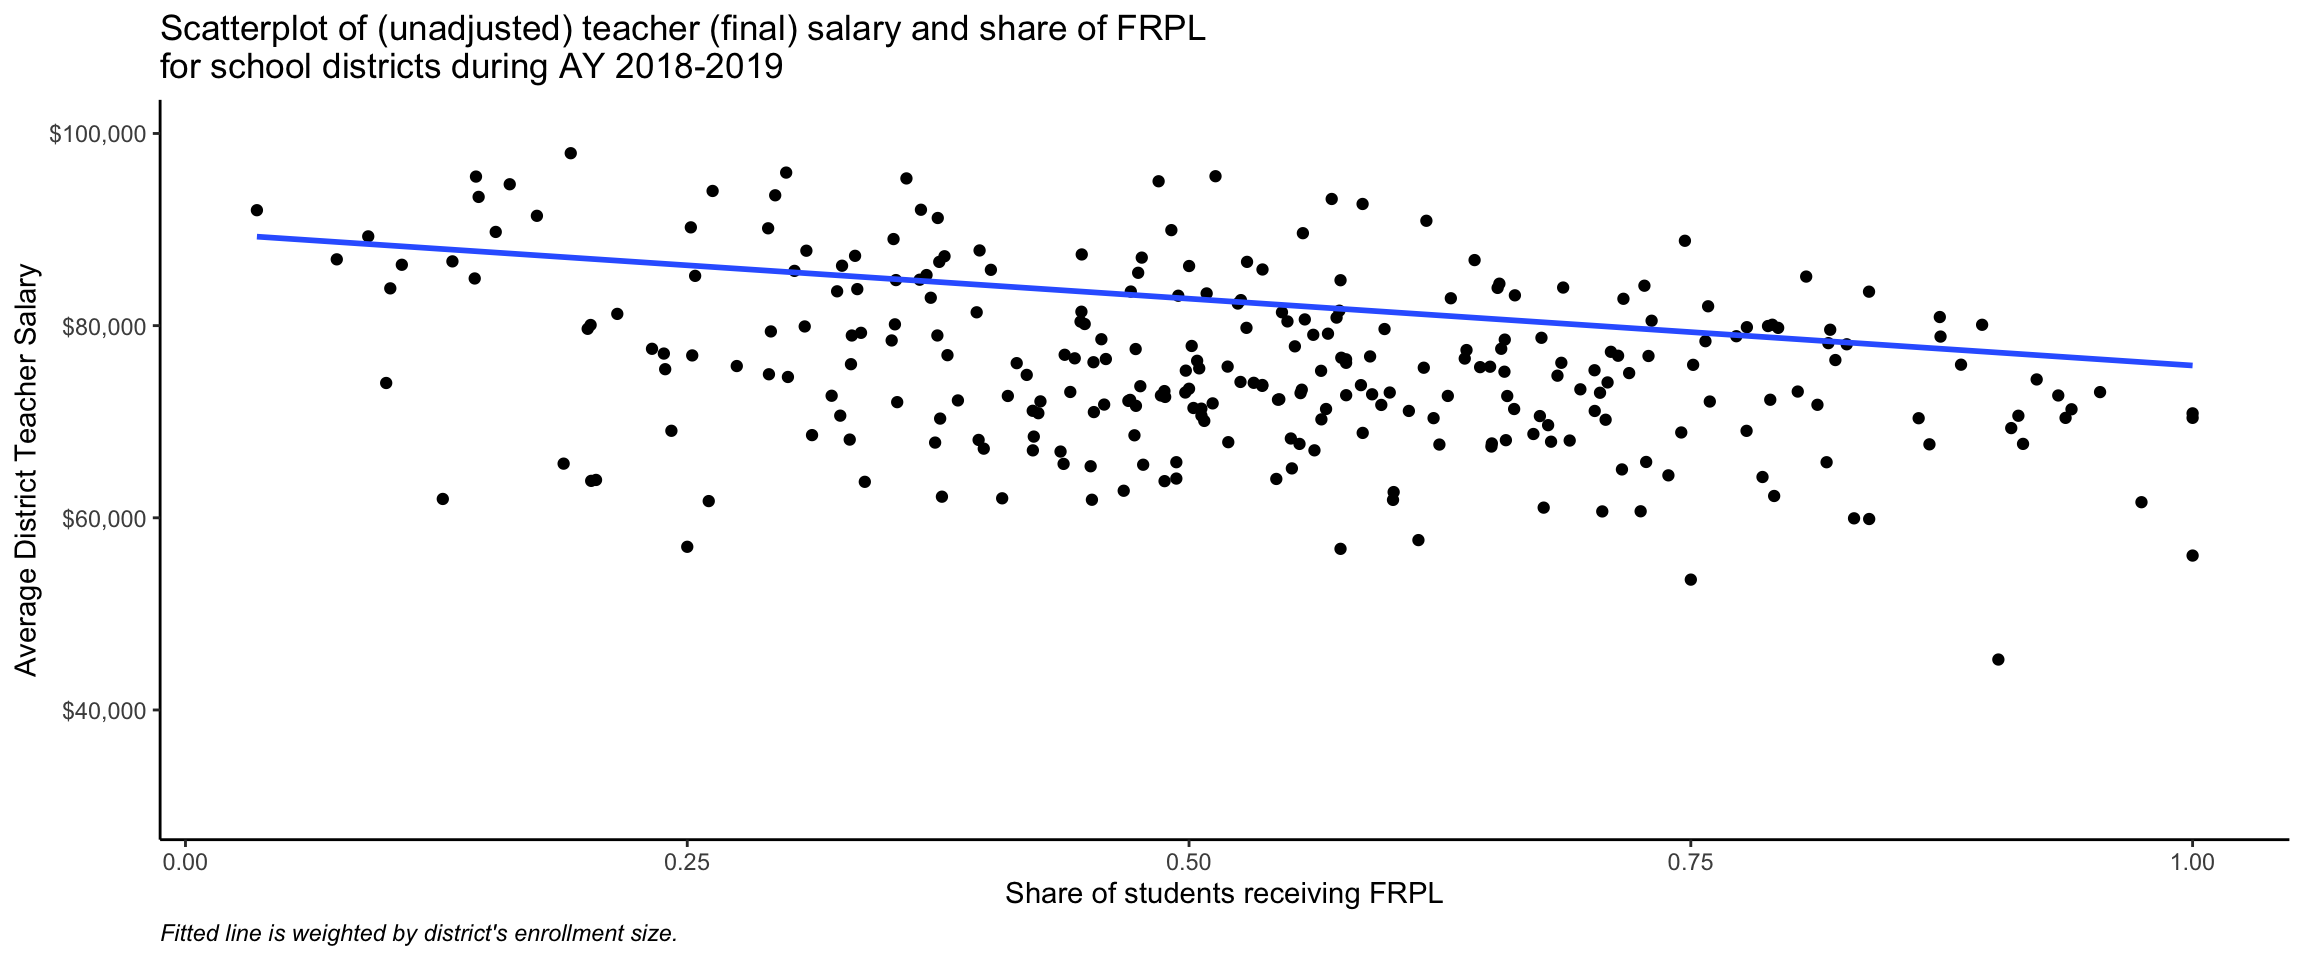 Scatterplot of (unadjusted) teacher (final) salary and share of FRPL
for school districts during AY 2018-2019
Average District Teacher Salary
$100,000
$80,000
$60,000
$40,000
0.00 0.25 0.50 0.75 1.00
Share of students receiving FRPL
Fitted line is weighted by district's enrollment size.